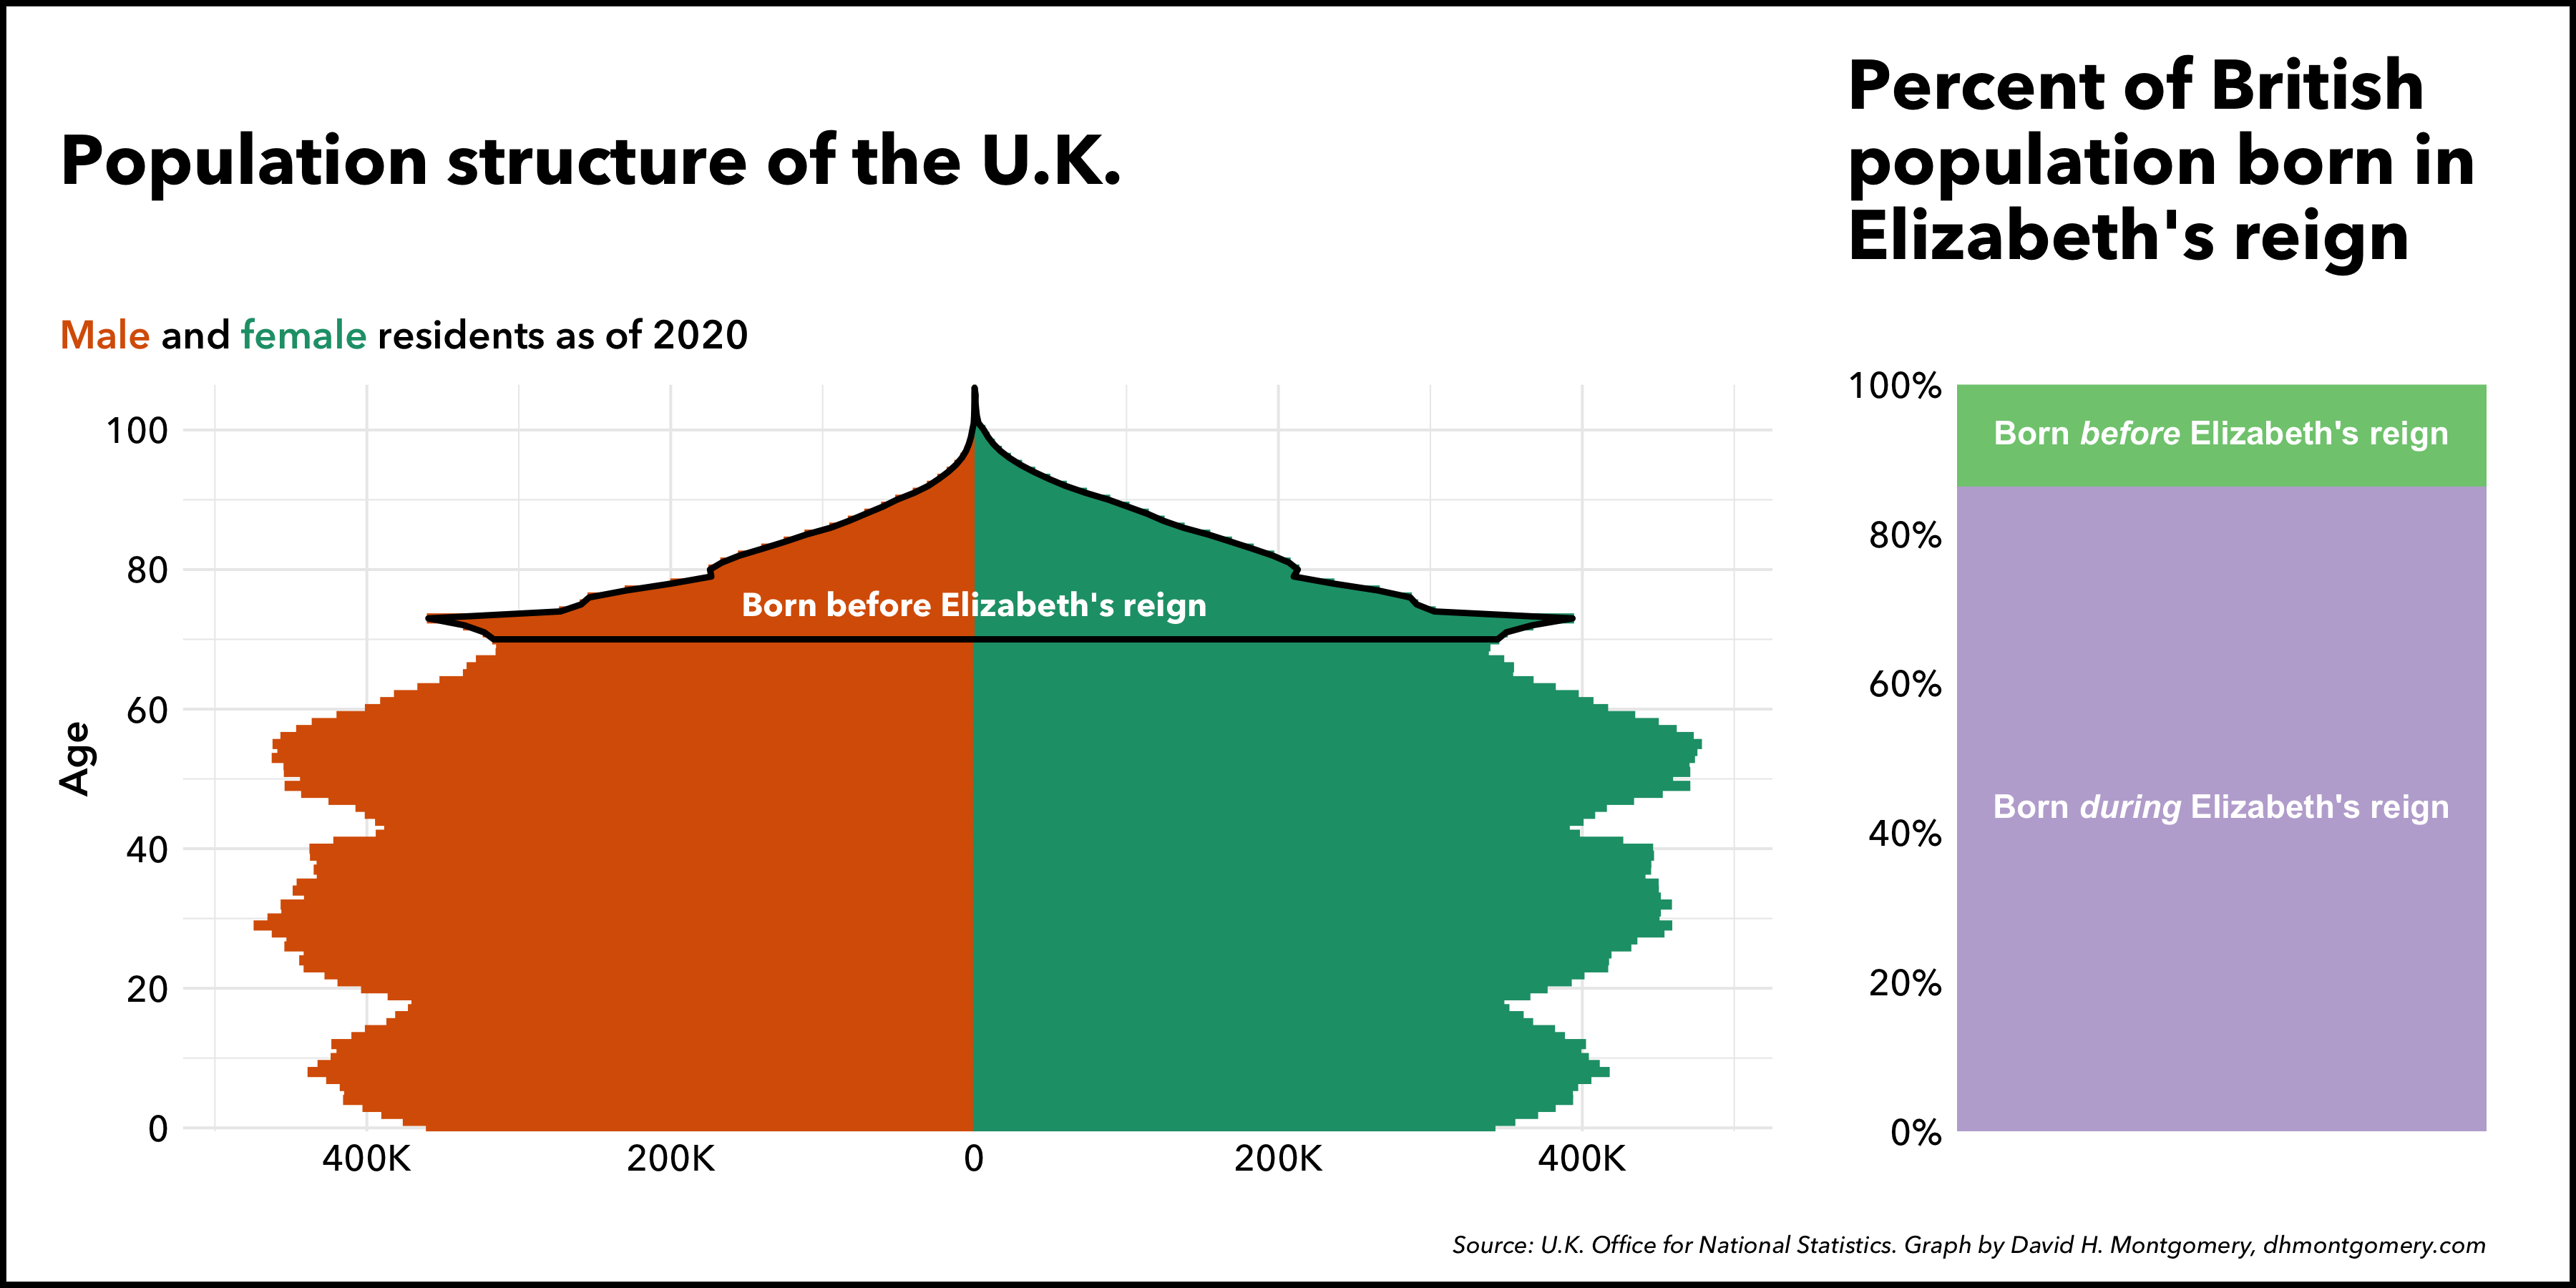 Population structure of the U.K.
Male and female residents as of 2020
Age
100
80
60
40
20
0
Born before Elizabeth's reign
400K
200K
0
200K
400K
Percent of British
population born in
Elizabeth's reign
100%
80%
60%
40%
20%
0%
Born before Elizabeth's reign
Born during Elizabeth's reign
Source: U.K. Office for National Statistics. Graph by David H. Montgomery, dhmontgomery.com